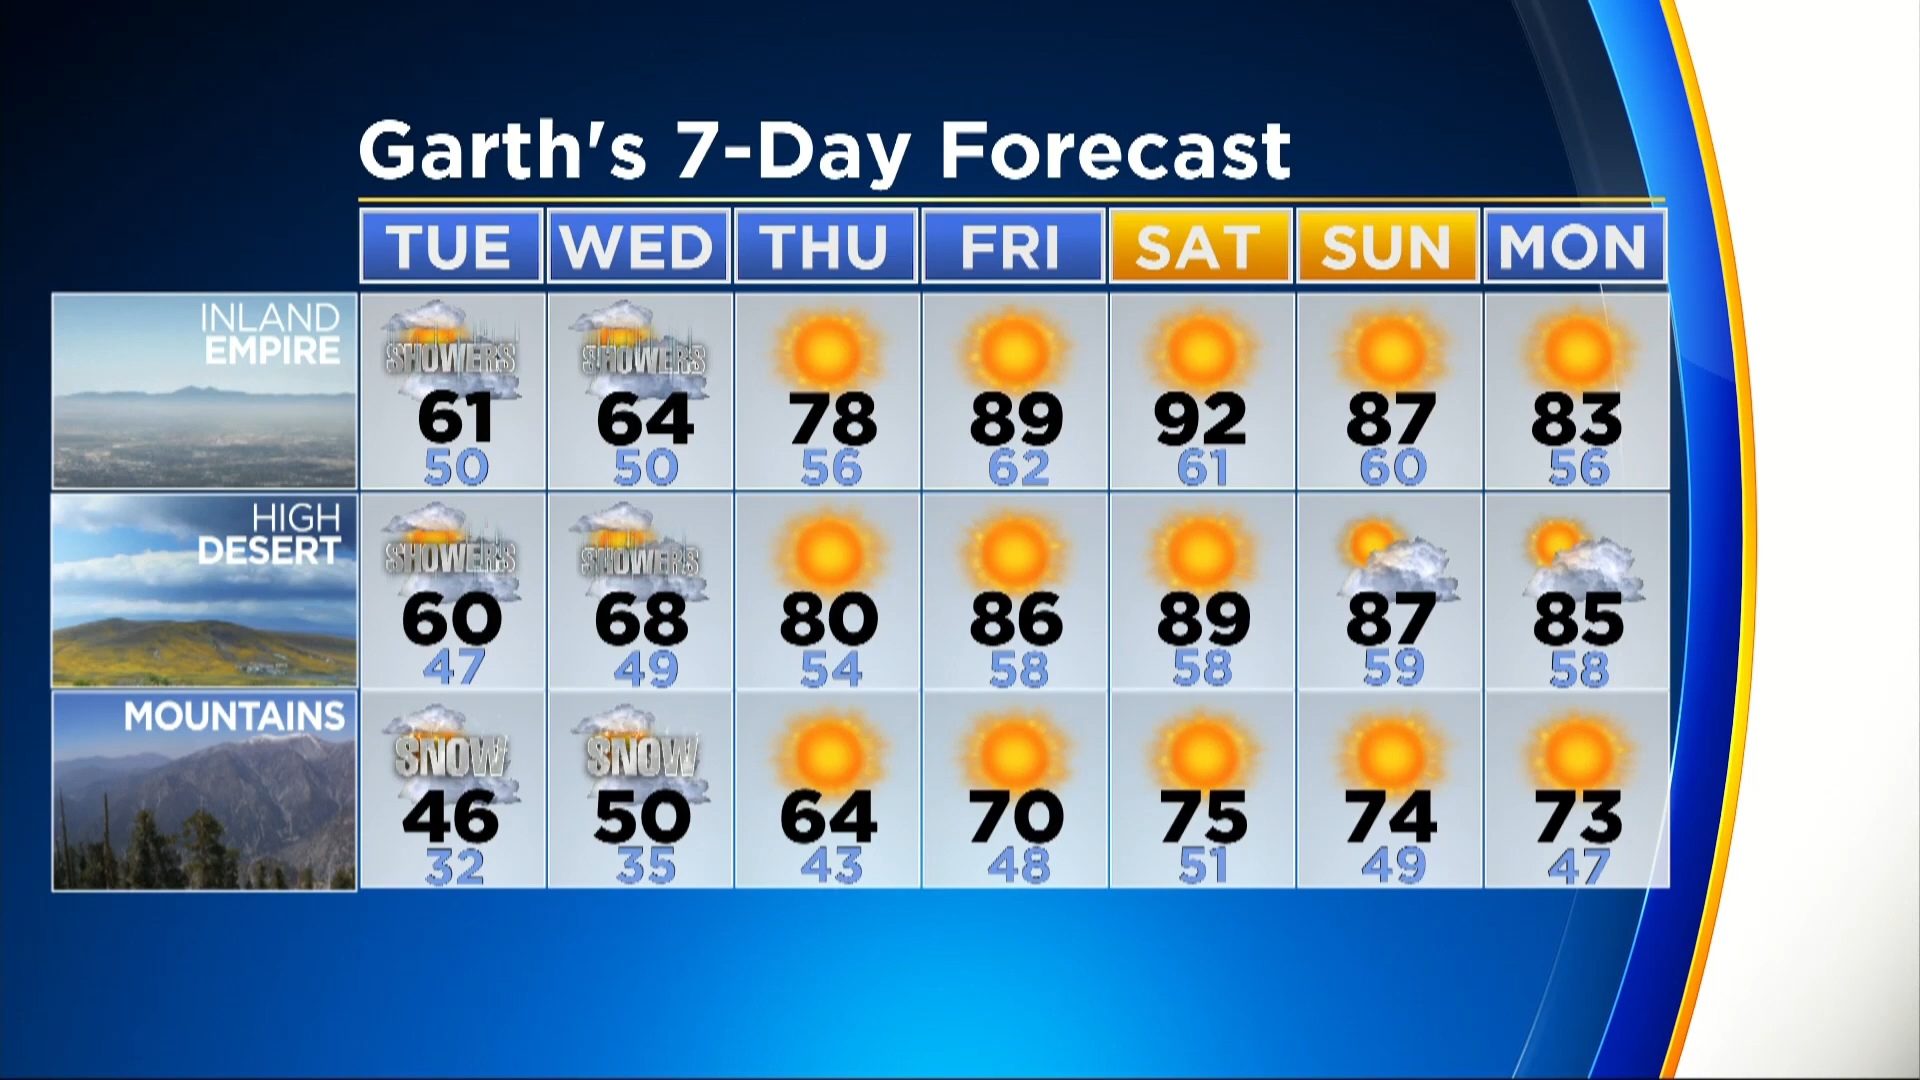 Garth's 7-Day Forecast
TUE WED THU FRI SAT SUN MON
INLAND
EMPIRE
SHOWERS SHOWERS
61 64 78 89 92 87 83
50 50 56 62 61 60 56
HIGH
DESERT
SHOWERS SHOWERS
60 68 80 86 89 87 85
47 49 54 58 58 59 58
MOUNTAINS
SNOW SNOW
46 50 64 70 75 74 73
32 35 43 48 51 49 47